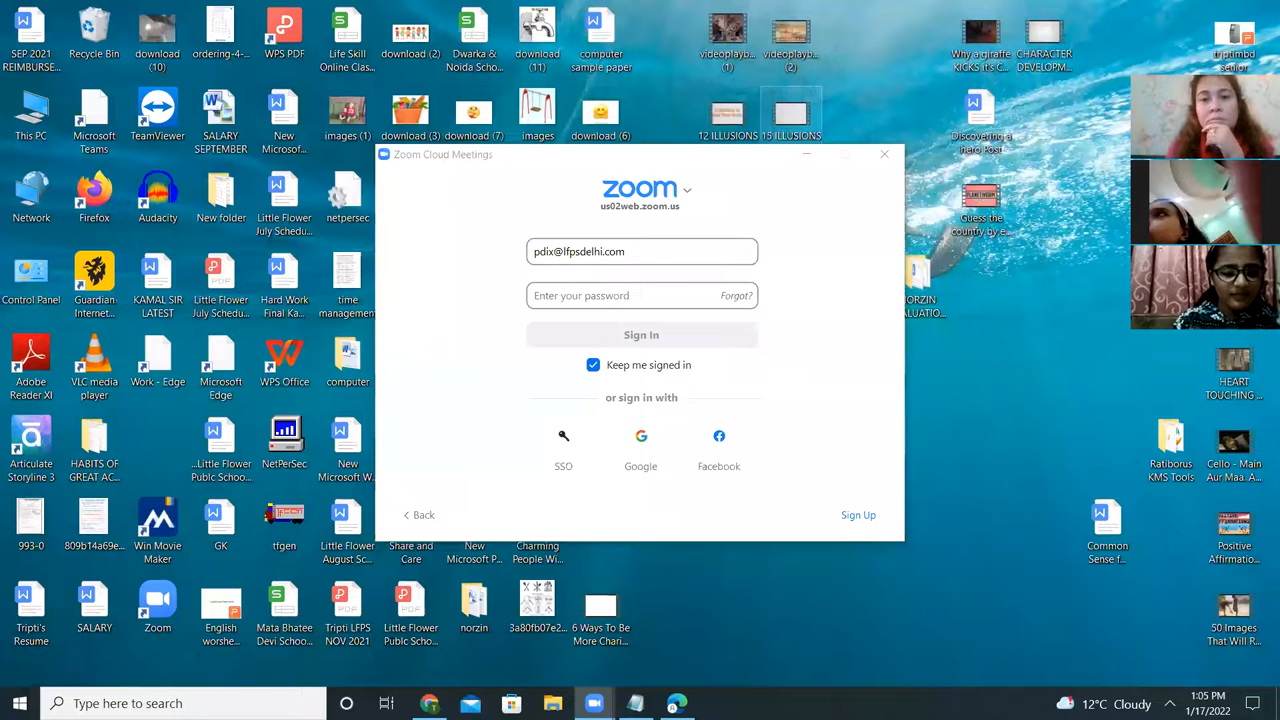 SEP 2021
REIMBURSE...
Recycle Bin
download
(10)
ordering-4-...
WPS PDF
Life Skill
Online Clas...
download (2)
Dwarka &
Noida Scho...
download
(11)
computer
sample paper
videoplayb...
(1)
videoplayb...
(2)
Why a giraffe
KICKS it's C...
CHARACTER
DEVELOPM...
senior
This PC
Microsoft
Teams
TeamViewer
SALARY
SEPTEMBER
New
Microsof...
images (1)
download (3)
download (7)
images
download (6)
12 ILLUSIONS
15 ILLUSIONS
Discovering a
hero Post...
Zoom Cloud Meetings
zoom
us02web.zoom.us
pdix@lfpsdelhi.com
Enter your password
Forgot?
Sign In
Keep me signed in
or sign in with
SSO
Google
Facebook
Back
Sign Up
Network
Firefox
Audacity
New folder
Little Flower
July Schedu...
netpersec
Guess the
country by e...
Control Panel
Guardian
Internet...
KAMAL SIR
LATEST
Little Flower
July Schedu...
Hard Work
Final Ka...
time
management
Adobe
Reader XI
VLC media
player
Work - Edge
Microsoft
Edge
WPS Office
computer
HEART
TOUCHING ...
Articulate
Storyline 3
HABITS OF
GREAT AC...
...Little Flower
Publc Schoo...
NetPerSec
New
Microsoft W...
Ratiborus
KMS Tools
Cello - Main
Aur Maa. A...
993-0
809b14a69e...
Win Movie
Maker
GK
tfgen
Little Flower
August Sc...
Share and
Care
New
Microsoft P...
Charming
People Wi...
Common
Sense f...
Positive
Affirmatio...
Tripti's
Resume
SALARY
Zoom
English
worshe...
Mata Bhatee
Devi Schoo...
Tripti LFPS
NOV 2021
Little Flower
Publc Scho...
norzin
3a80fb07e2...
6 Ways To Be
More Chari...
50 Images
That Will R...
Type here to search
12°C Cloudy
1:05 PM
1/17/2022